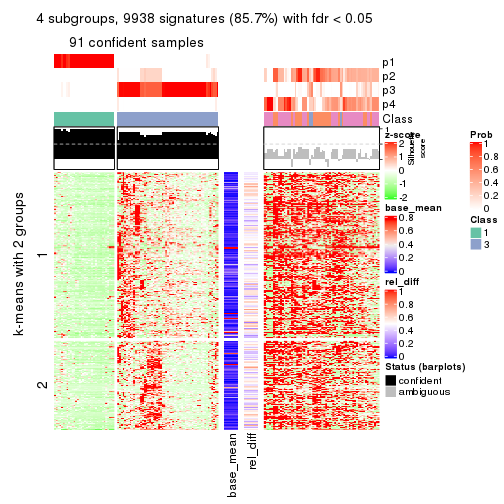 4 subgroups, 9938 signatures (85.7%) with fdr < 0.05
91 confident samples
p1
p2
p3
p4
Class
1
Silhouette
score
k-means with 2 groups
1
2
base_mean
rel_diff
z-score
2
1
0
-1
-2
base_mean
0.8
0.6
0.4
0.2
0
rel_diff
1
0.8
0.6
0.4
0.2
0
Status (barplots)
confident
ambiguous
Prob
1
0.8
0.6
0.4
0.2
0
Class
1
3